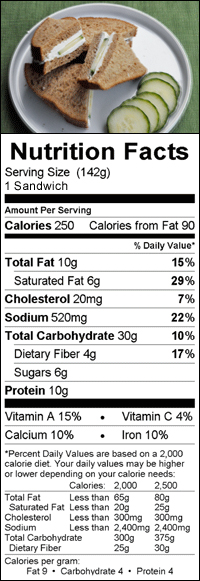 Nutrition Facts
Serving Size (142g)
1 Sandwich
Amount Per Serving
Calories 250 Calories from Fat 90
% Daily Value*
Total Fat 10g 15%
Saturated Fat 6g 29%
Cholesterol 20mg 7%
Sodium 520mg 22%
Total Carbohydrate 30g 10%
Dietary Fiber 4g 17%
Sugars 6g
Protein 10g
Vitamin A 15% • Vitamin C 4%
Calcium 10% • Iron 10%
*Percent Daily Values are based on a 2,000
calorie diet. Your daily values may be higher
or lower depending on your calorie needs:
Calories: 2,000 2,500
Total Fat Less than 65g 80g
Saturated Fat Less than 20g 25g
Cholesterol Less than 300mg 300mg
Sodium Less than 2,400mg 2,400mg
Total Carbohydrate 300g 375g
Dietary Fiber 25g 30g
Calories per gram:
Fat 9 • Carbohydrate 4 • Protein 4